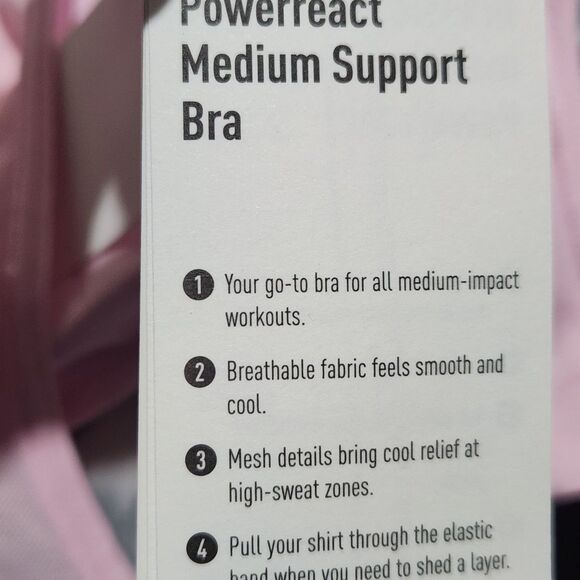 Powerreact
Medium Support
Bra
1 Your go-to bra for all medium-impact
workouts.
2 Breathable fabric feels smooth and
cool.
3 Mesh details bring cool relief at
high-sweat zones.
4 Pull your shirt through the elastic
band when you need to shed a layer.